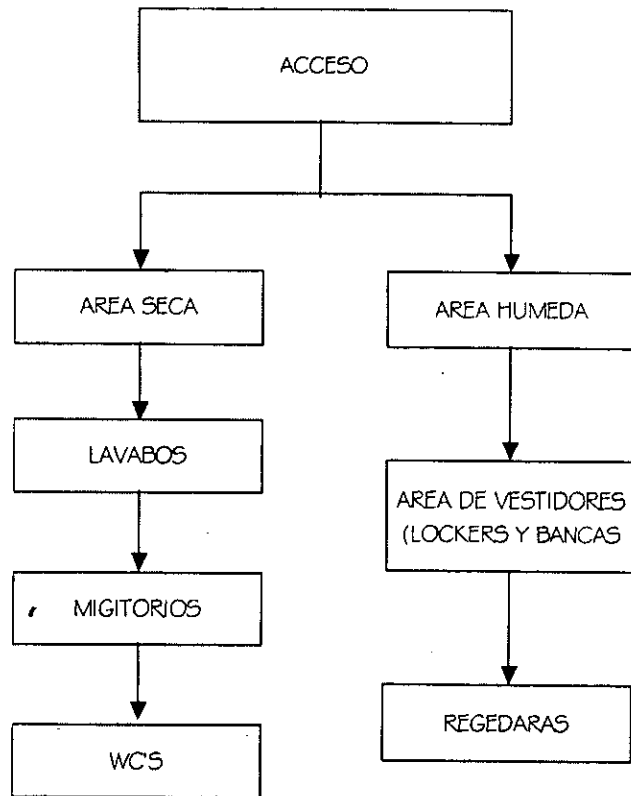 ACCESO
AREA SECA
LAVABOS
MIGITORIOS
WC'S
AREA HUMEDA
AREA DE VESTIDORES
(LOCKERS Y BANCAS
REGEDARAS